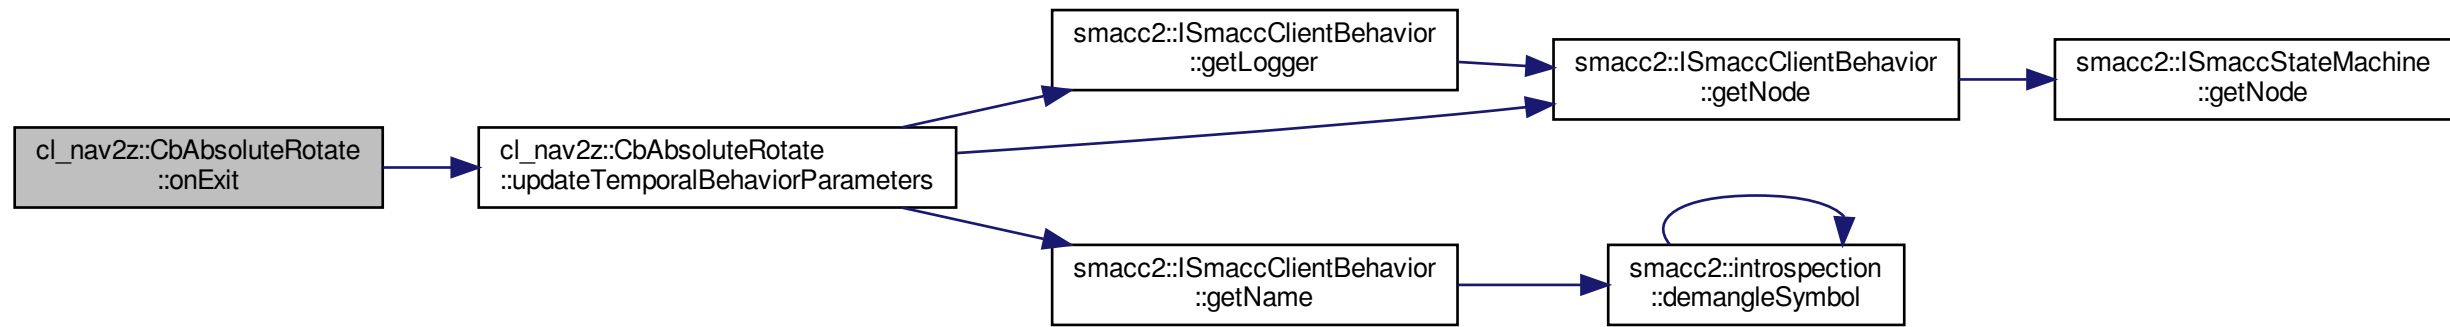 cl_nav2z::CbAbsoluteRotate
::onExit
cl_nav2z::CbAbsoluteRotate
::updateTemporalBehaviorParameters
smacc2::ISmaccClientBehavior
::getLogger
smacc2::ISmaccClientBehavior
::getNode
smacc2::ISmaccStateMachine
::getNode
smacc2::ISmaccClientBehavior
::getName
smacc2::introspection
::demangleSymbol